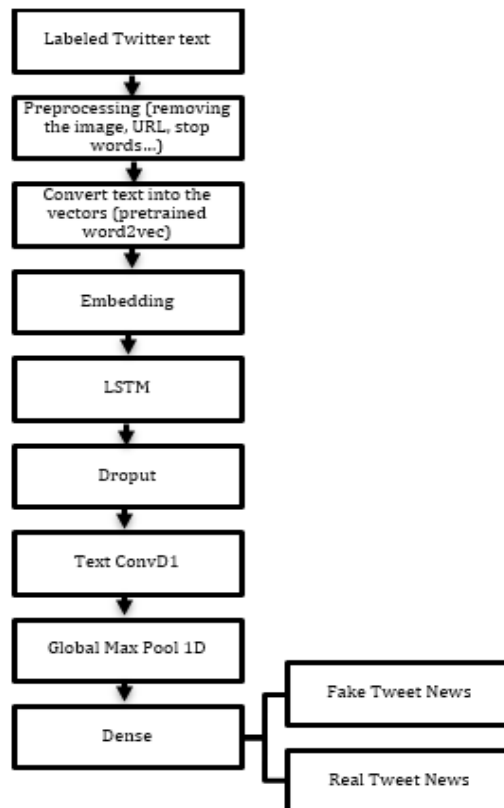 Labeled Twitter text
Preprocessing (removing
the image, URL, stop
words...)
Convert text into the
vectors (pretrained
word2vec)
Embedding
LSTM
Droput
Text ConvD1
Global Max Pool 1D
Dense
Fake Tweet News
Real Tweet News